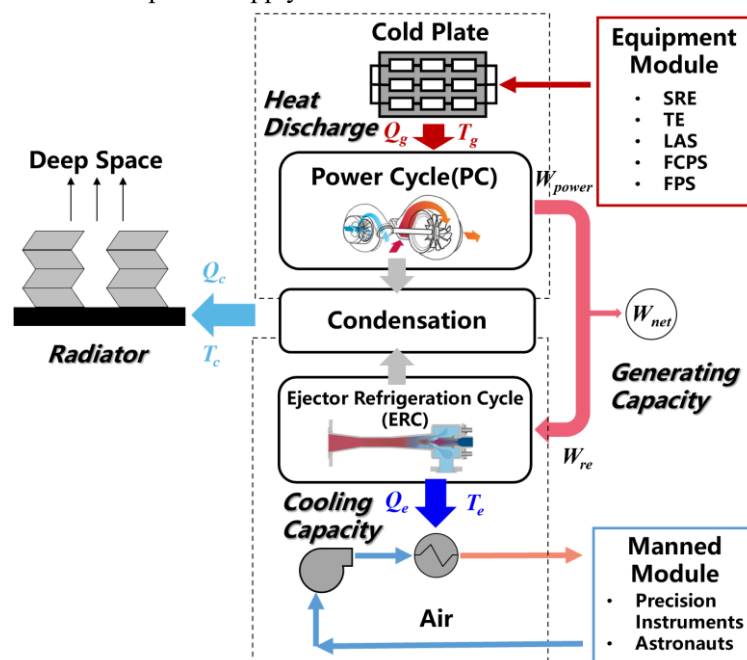 Cold Plate
Equipment
Module
• SRE
• TE
• LAS
• FCPS
• FPS
Heat
Discharge
Qg Tg
Deep Space
Power Cycle(PC)
Wpower
Qc
Tc
Radiator
Condensation
Wnet
Generating
Capacity
Ejector Refrigeration Cycle
(ERC)
Wre
Cooling
Capacity
Qe Te
Air
Manned
Module
• Precision
Instruments
• Astronauts